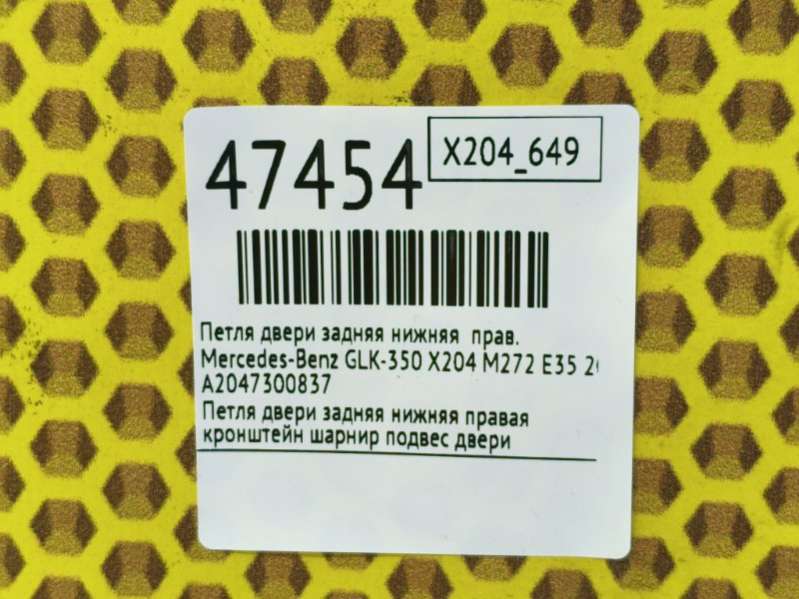 47454
X204_649
Петля двери задняя нижняя прав.
Mercedes-Benz GLK-350 X204 M272 E35
A2047300837
Петля двери задняя нижняя правая
кронштейн шарнир подвес двери